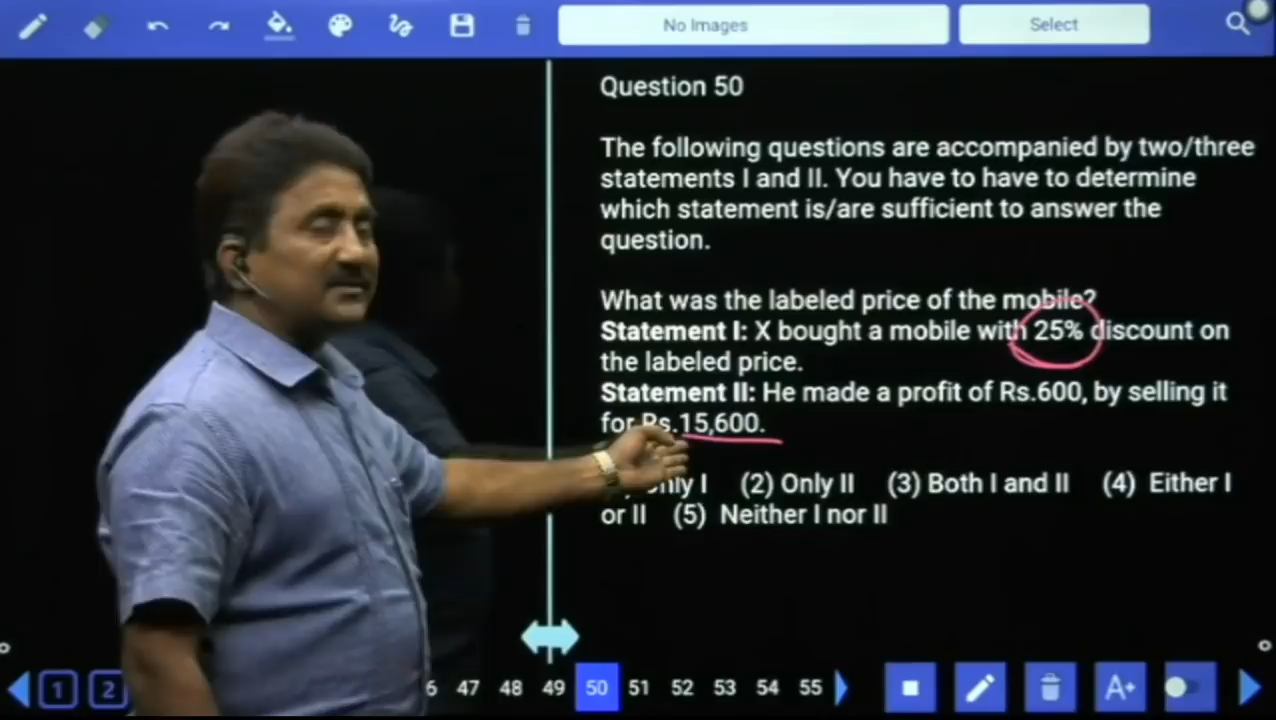 No Images
Select
Question 50
The following questions are accompanied by two/three
statements I and II. You have to have to determine
which statement is/are sufficient to answer the
question.
What was the labeled price of the mobile?
Statement I: X bought a mobile with 25% discount on
the labeled price.
Statement II: He made a profit of Rs.600, by selling it
for Rs.15,600.
Only I (2) Only II (3) Both I and II (4) Either I
or II (5) Neither I nor II
1 2 6 47 48 49 50 51 52 53 54 55 A+